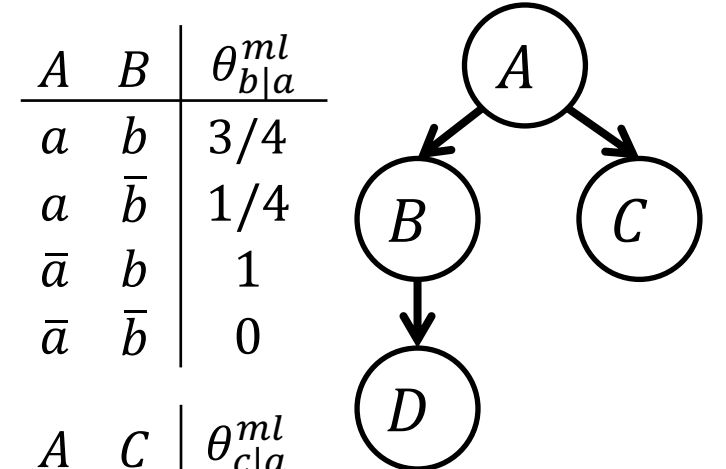 A B θ^{ml}_{b|a}
a b 3/4
a b̅ 1/4
a̅ b 1
a̅ b̅ 0
A C θ^{ml}_{c|a}
A
B C
D